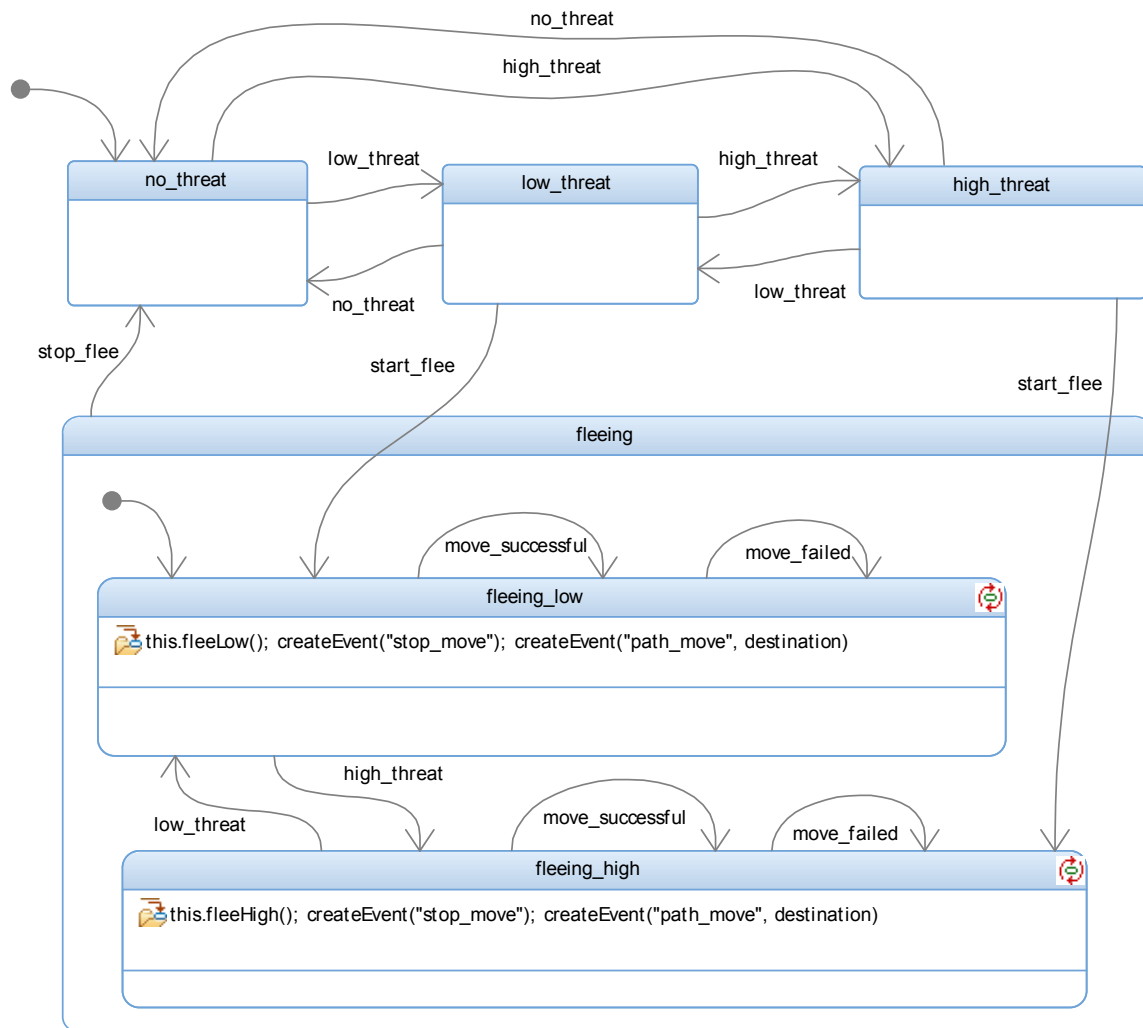 no_threat
high_threat
low_threat
high_threat
no_threat
low_threat
high_threat
no_threat
low_threat
stop_flee
start_flee
start_flee
fleeing
move_successful
move_failed
fleeing_low
this.fleeLow(); createEvent("stop_move"); createEvent("path_move", destination)
high_threat
low_threat
move_successful
move_failed
fleeing_high
this.fleeHigh(); createEvent("stop_move"); createEvent("path_move", destination)